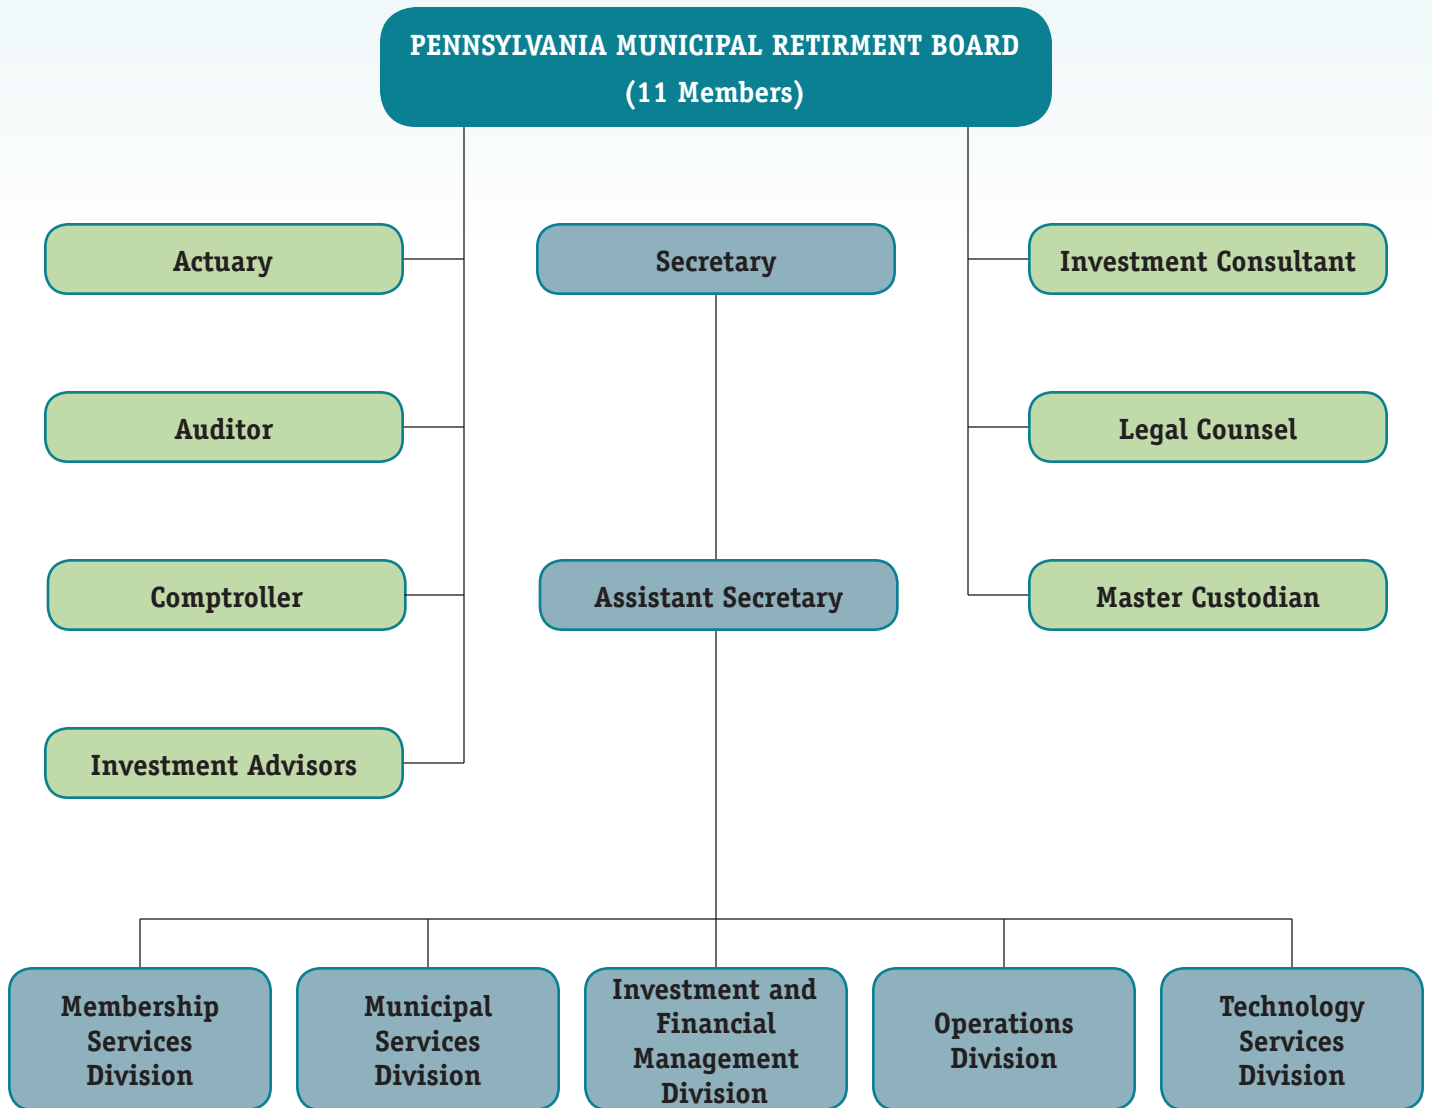 PENNSYLVANIA MUNICIPAL RETIRMENT BOARD
(11 Members)
Actuary
Secretary
Investment Consultant
Auditor
Legal Counsel
Comptroller
Assistant Secretary
Master Custodian
Investment Advisors
Membership
Services
Division
Municipal
Services
Division
Investment and
Financial
Management
Division
Operations
Division
Technology
Services
Division